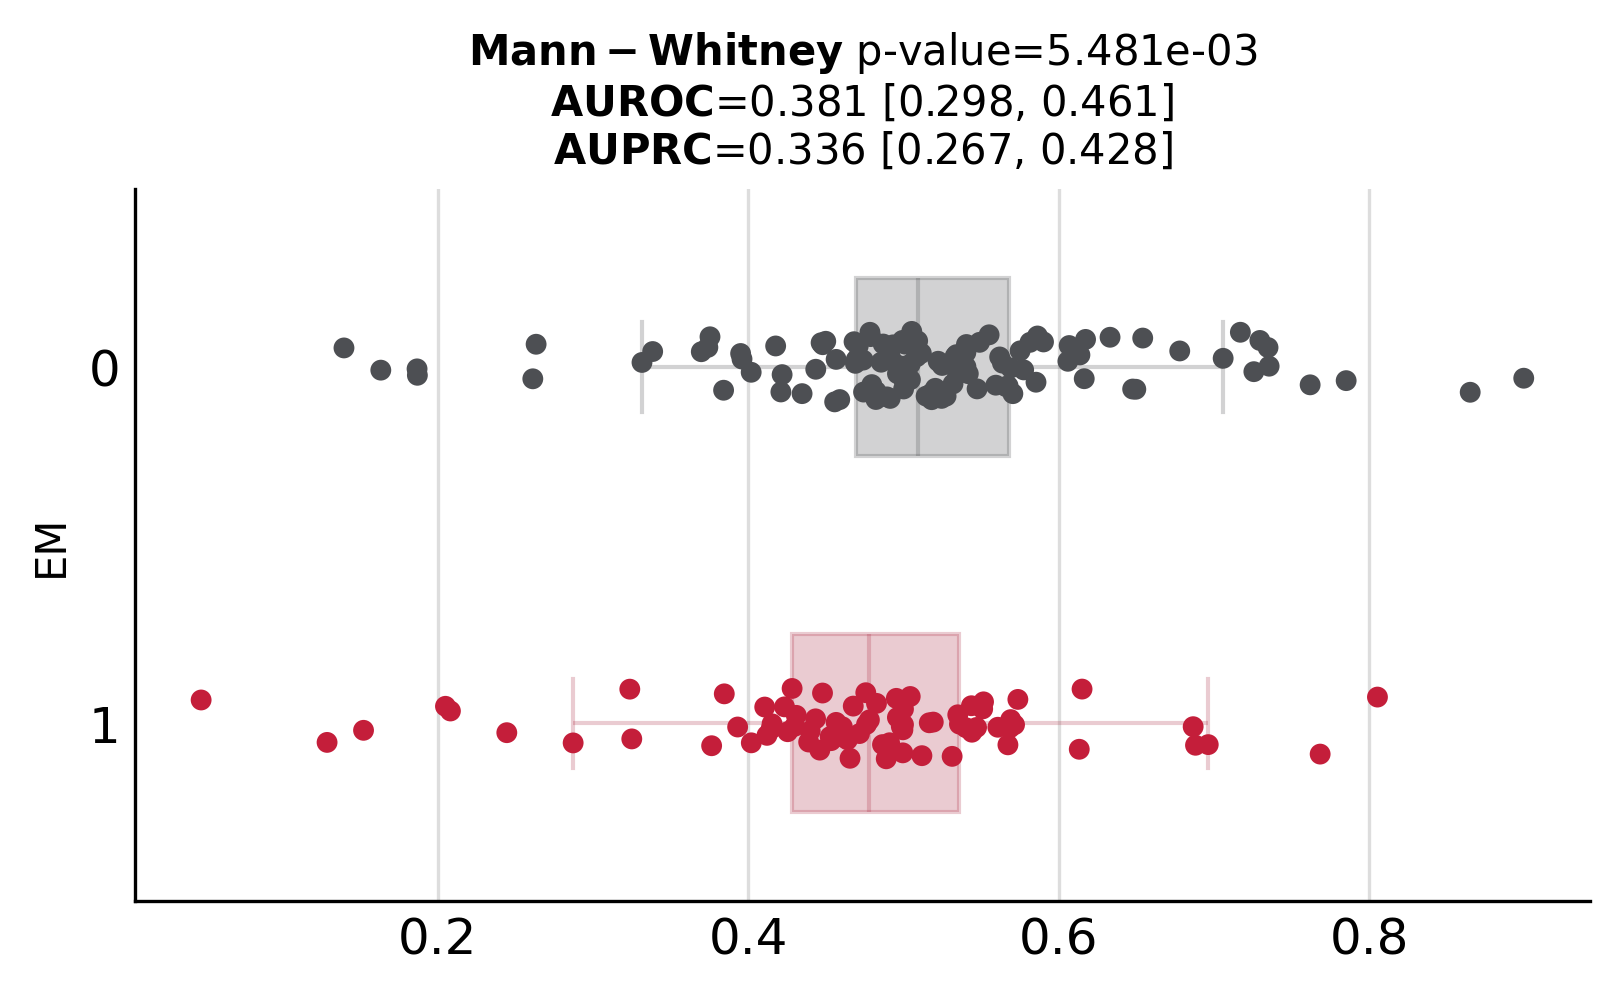 Mann − Whitney p-value=5.481e-03
AUROC=0.381 [0.298, 0.461]
AUPRC=0.336 [0.267, 0.428]
0
EM
1
0.2 0.4 0.6 0.8